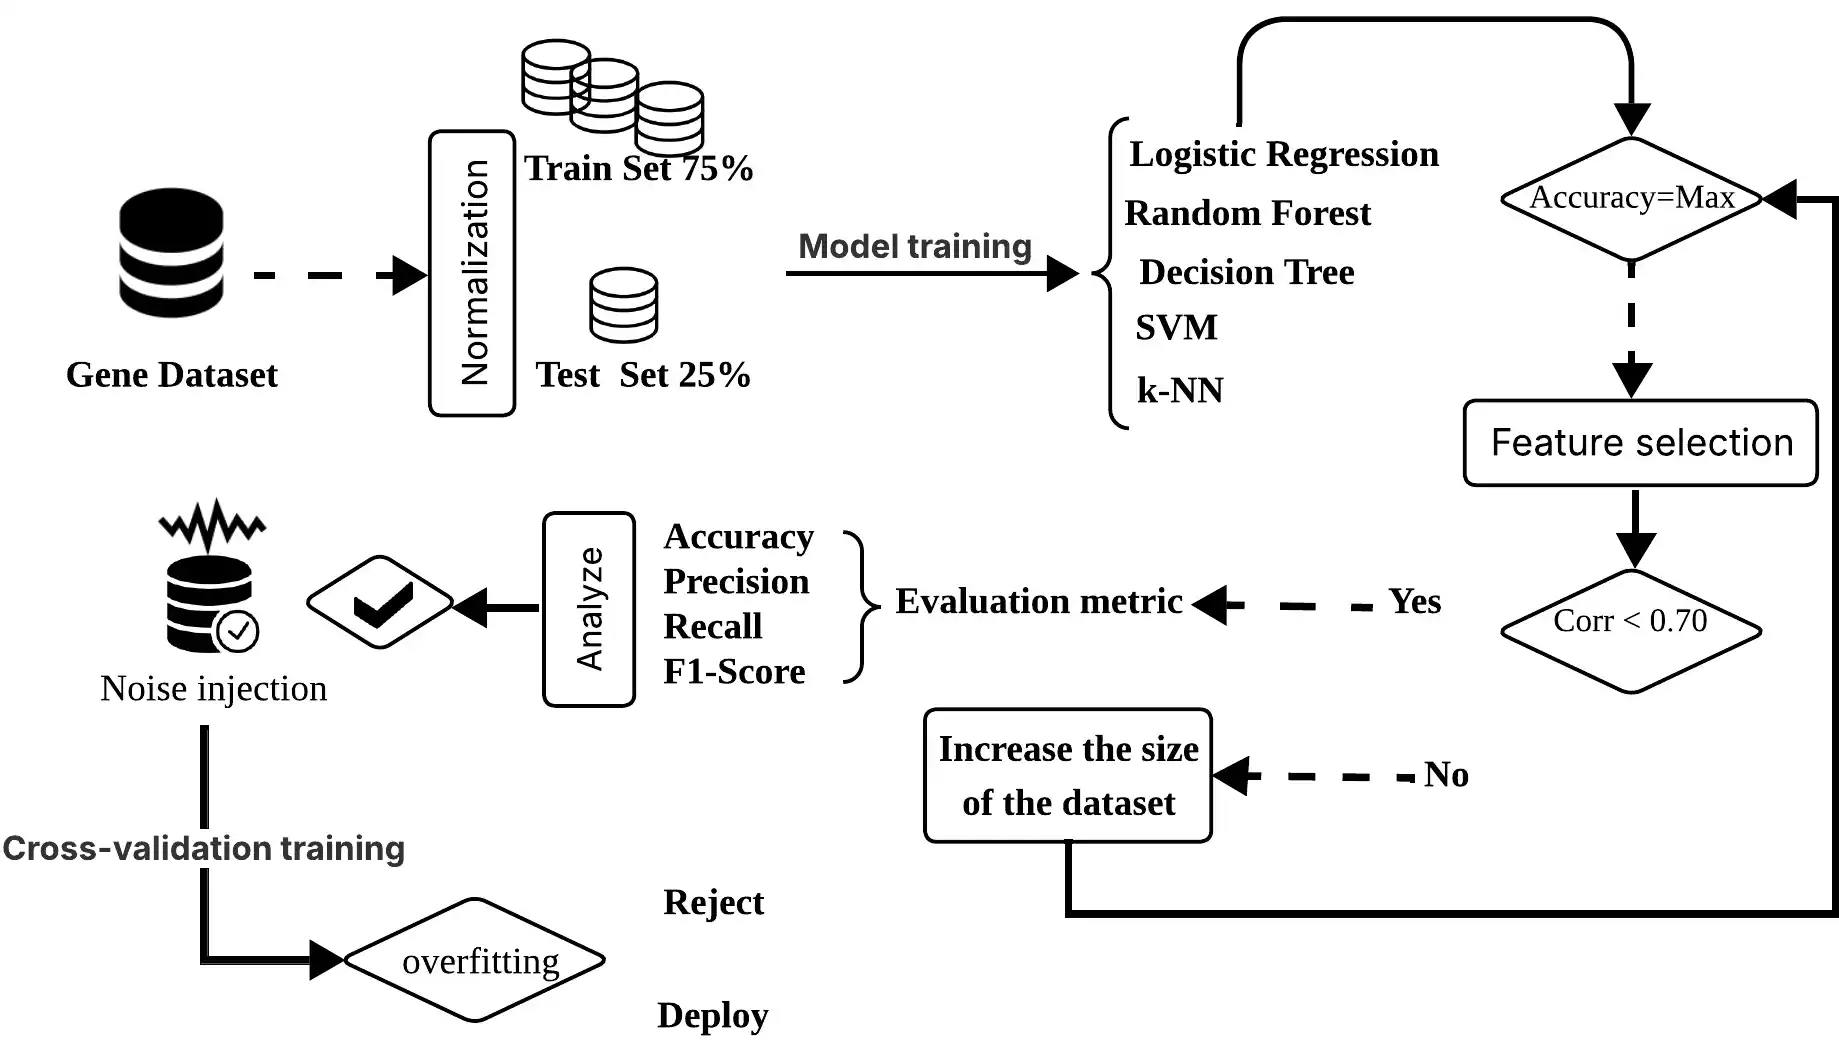 Gene Dataset
Normalization
Train Set 75%
Test Set 25%
Model training
Logistic Regression
Random Forest
Decision Tree
SVM
k-NN
Accuracy=Max
Feature selection
Corr < 0.70
Yes
Evaluation metric
Accuracy
Precision
Recall
F1-Score
Analyze
Noise injection
No
Increase the size
of the dataset
Cross-validation training
overfitting
Reject
Deploy